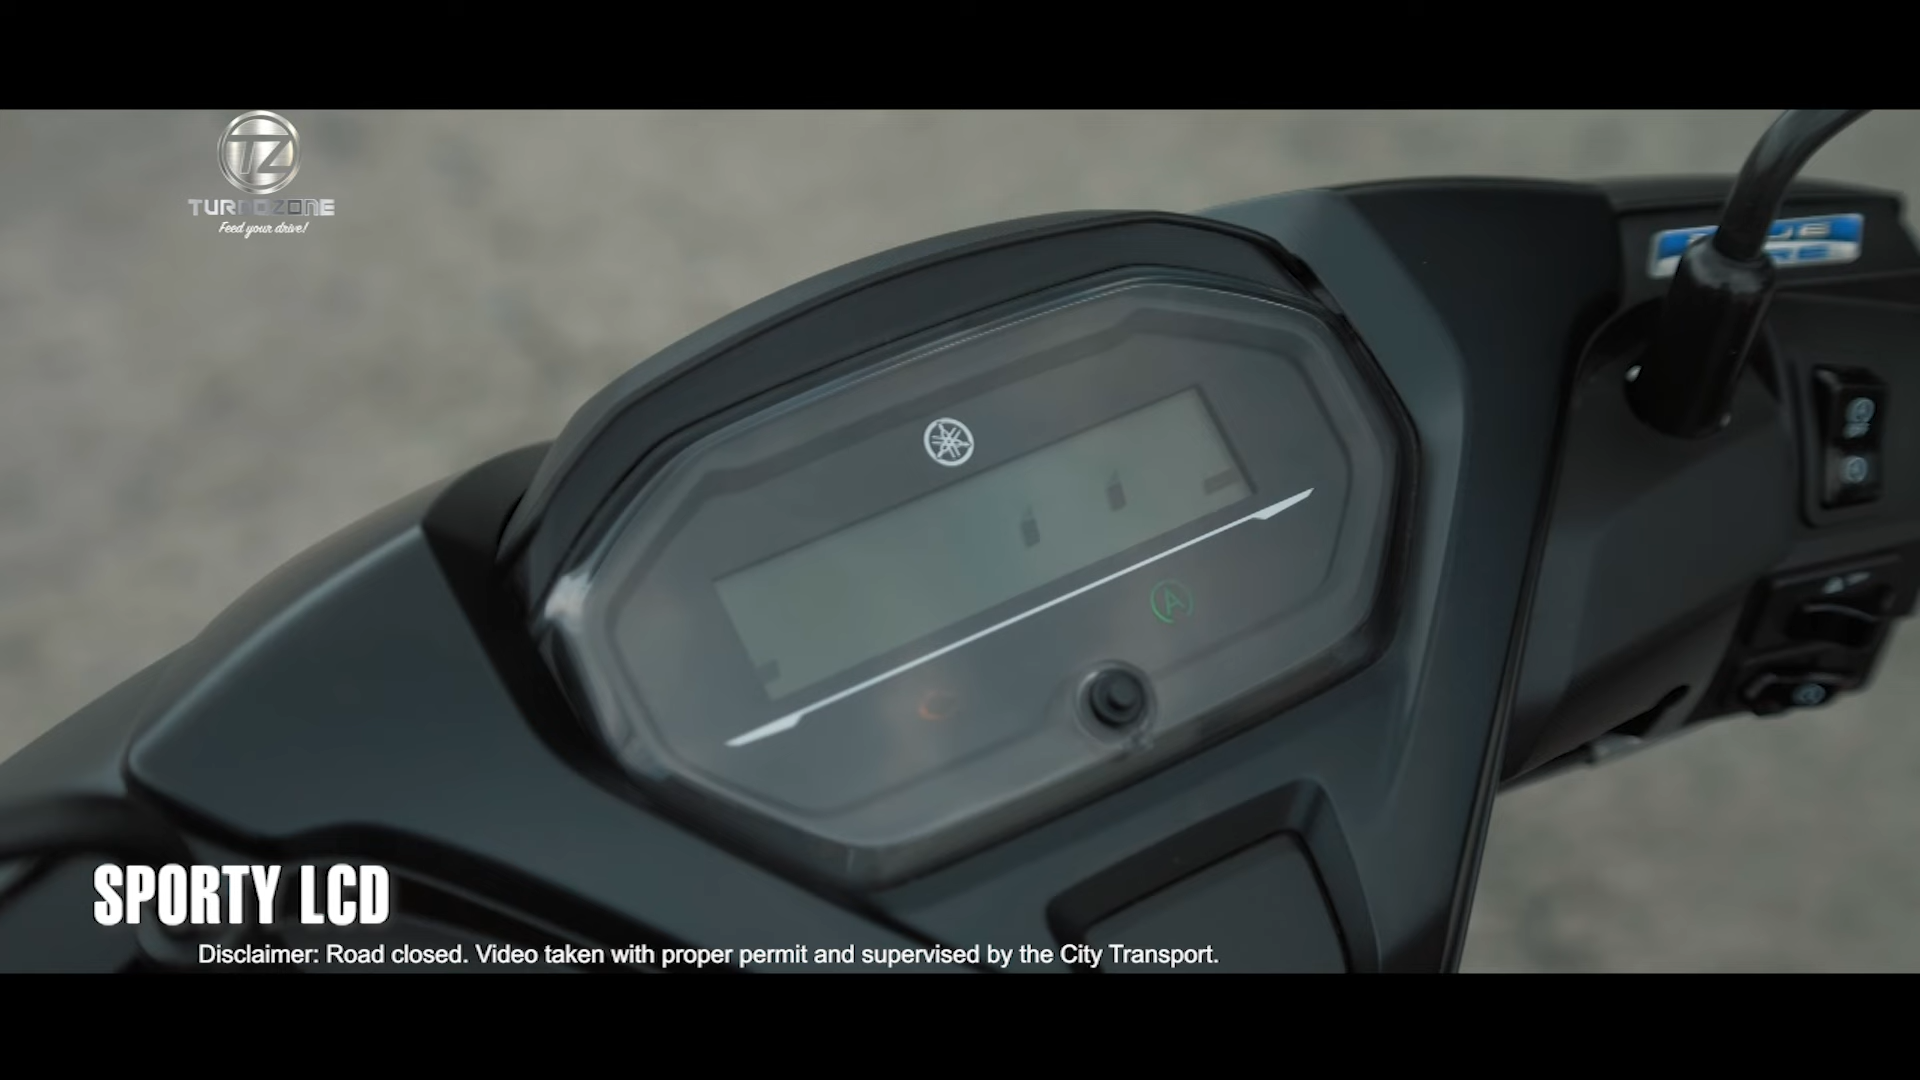 TZ
TURBOZONE
Feed your drive!
A
SPORTY LCD
Disclaimer: Road closed. Video taken with proper permit and supervised by the City Transport.